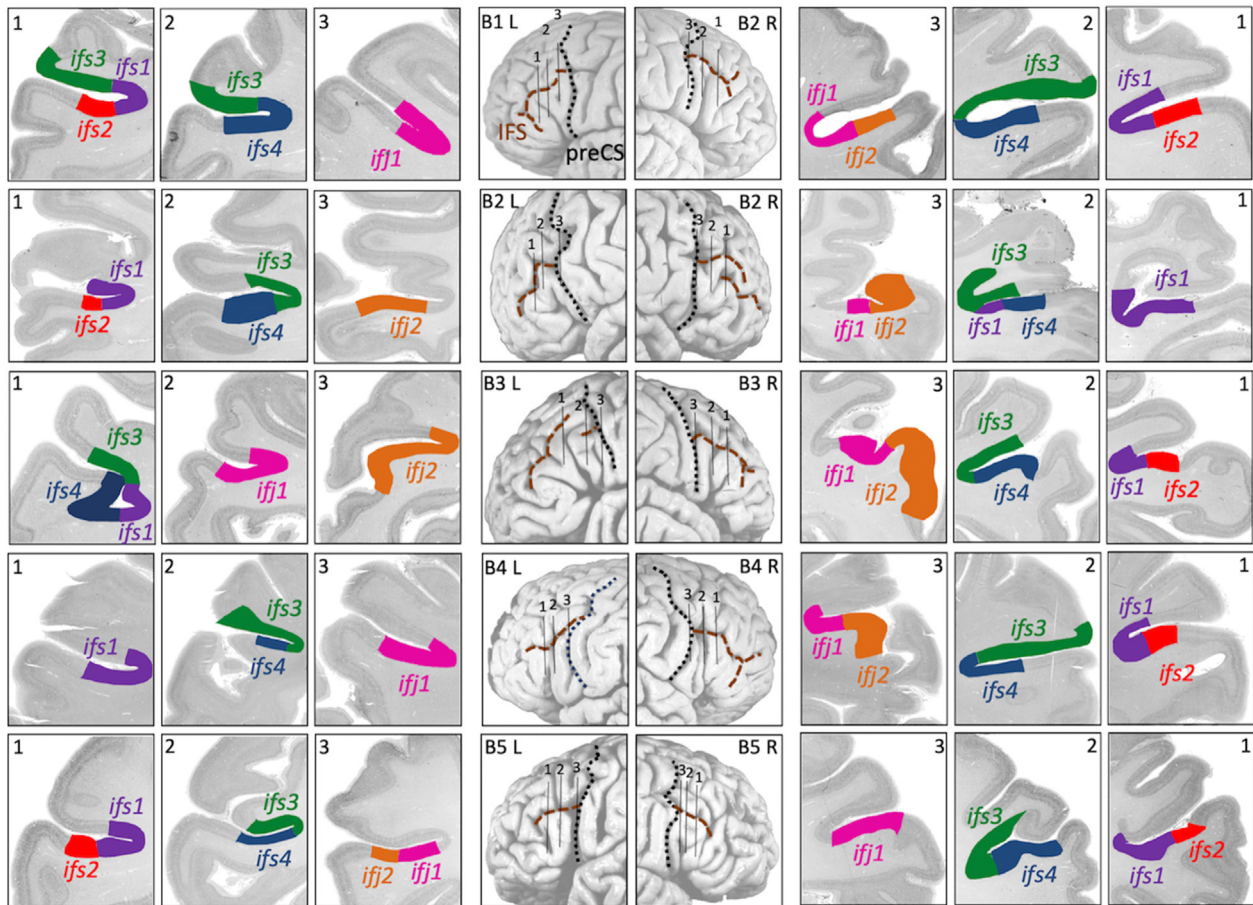 1 ifs3 ifs1 ifs2
2 ifs3 ifs4
3 ifj1
B1 L 3 2 1 IFS preCS
B2 R 1 3 2
3 ifj1 ifj2
2 ifs3 ifs4
1 ifs1 ifs2
1 ifs1 ifs2
2 ifs3 ifs4
3 ifj2
B2 L 2 3 1
B2 R 3 2 1
3 ifj1 ifj2
2 ifs3 ifs1 ifs4
1 ifs1
1 ifs3 ifs4 ifs1
2 ifj1
3 ifj2
B3 L 1 2 3
B3 R 3 2 1
3 ifj1 ifj2
2 ifs3 ifs4
1 ifs1 ifs2
1 ifs1
2 ifs3 ifs4
3 ifj1
B4 L 1 2 3
B4 R 3 2 1
3 ifj1 ifj2
2 ifs3 ifs4
1 ifs1 ifs2
1 ifs1 ifs2
2 ifs3 ifs4
3 ifj2 ifj1
B5 L 1 2 3
B5 R 3 2 1
3 ifj1
2 ifs3 ifs4
1 ifs1 ifs2